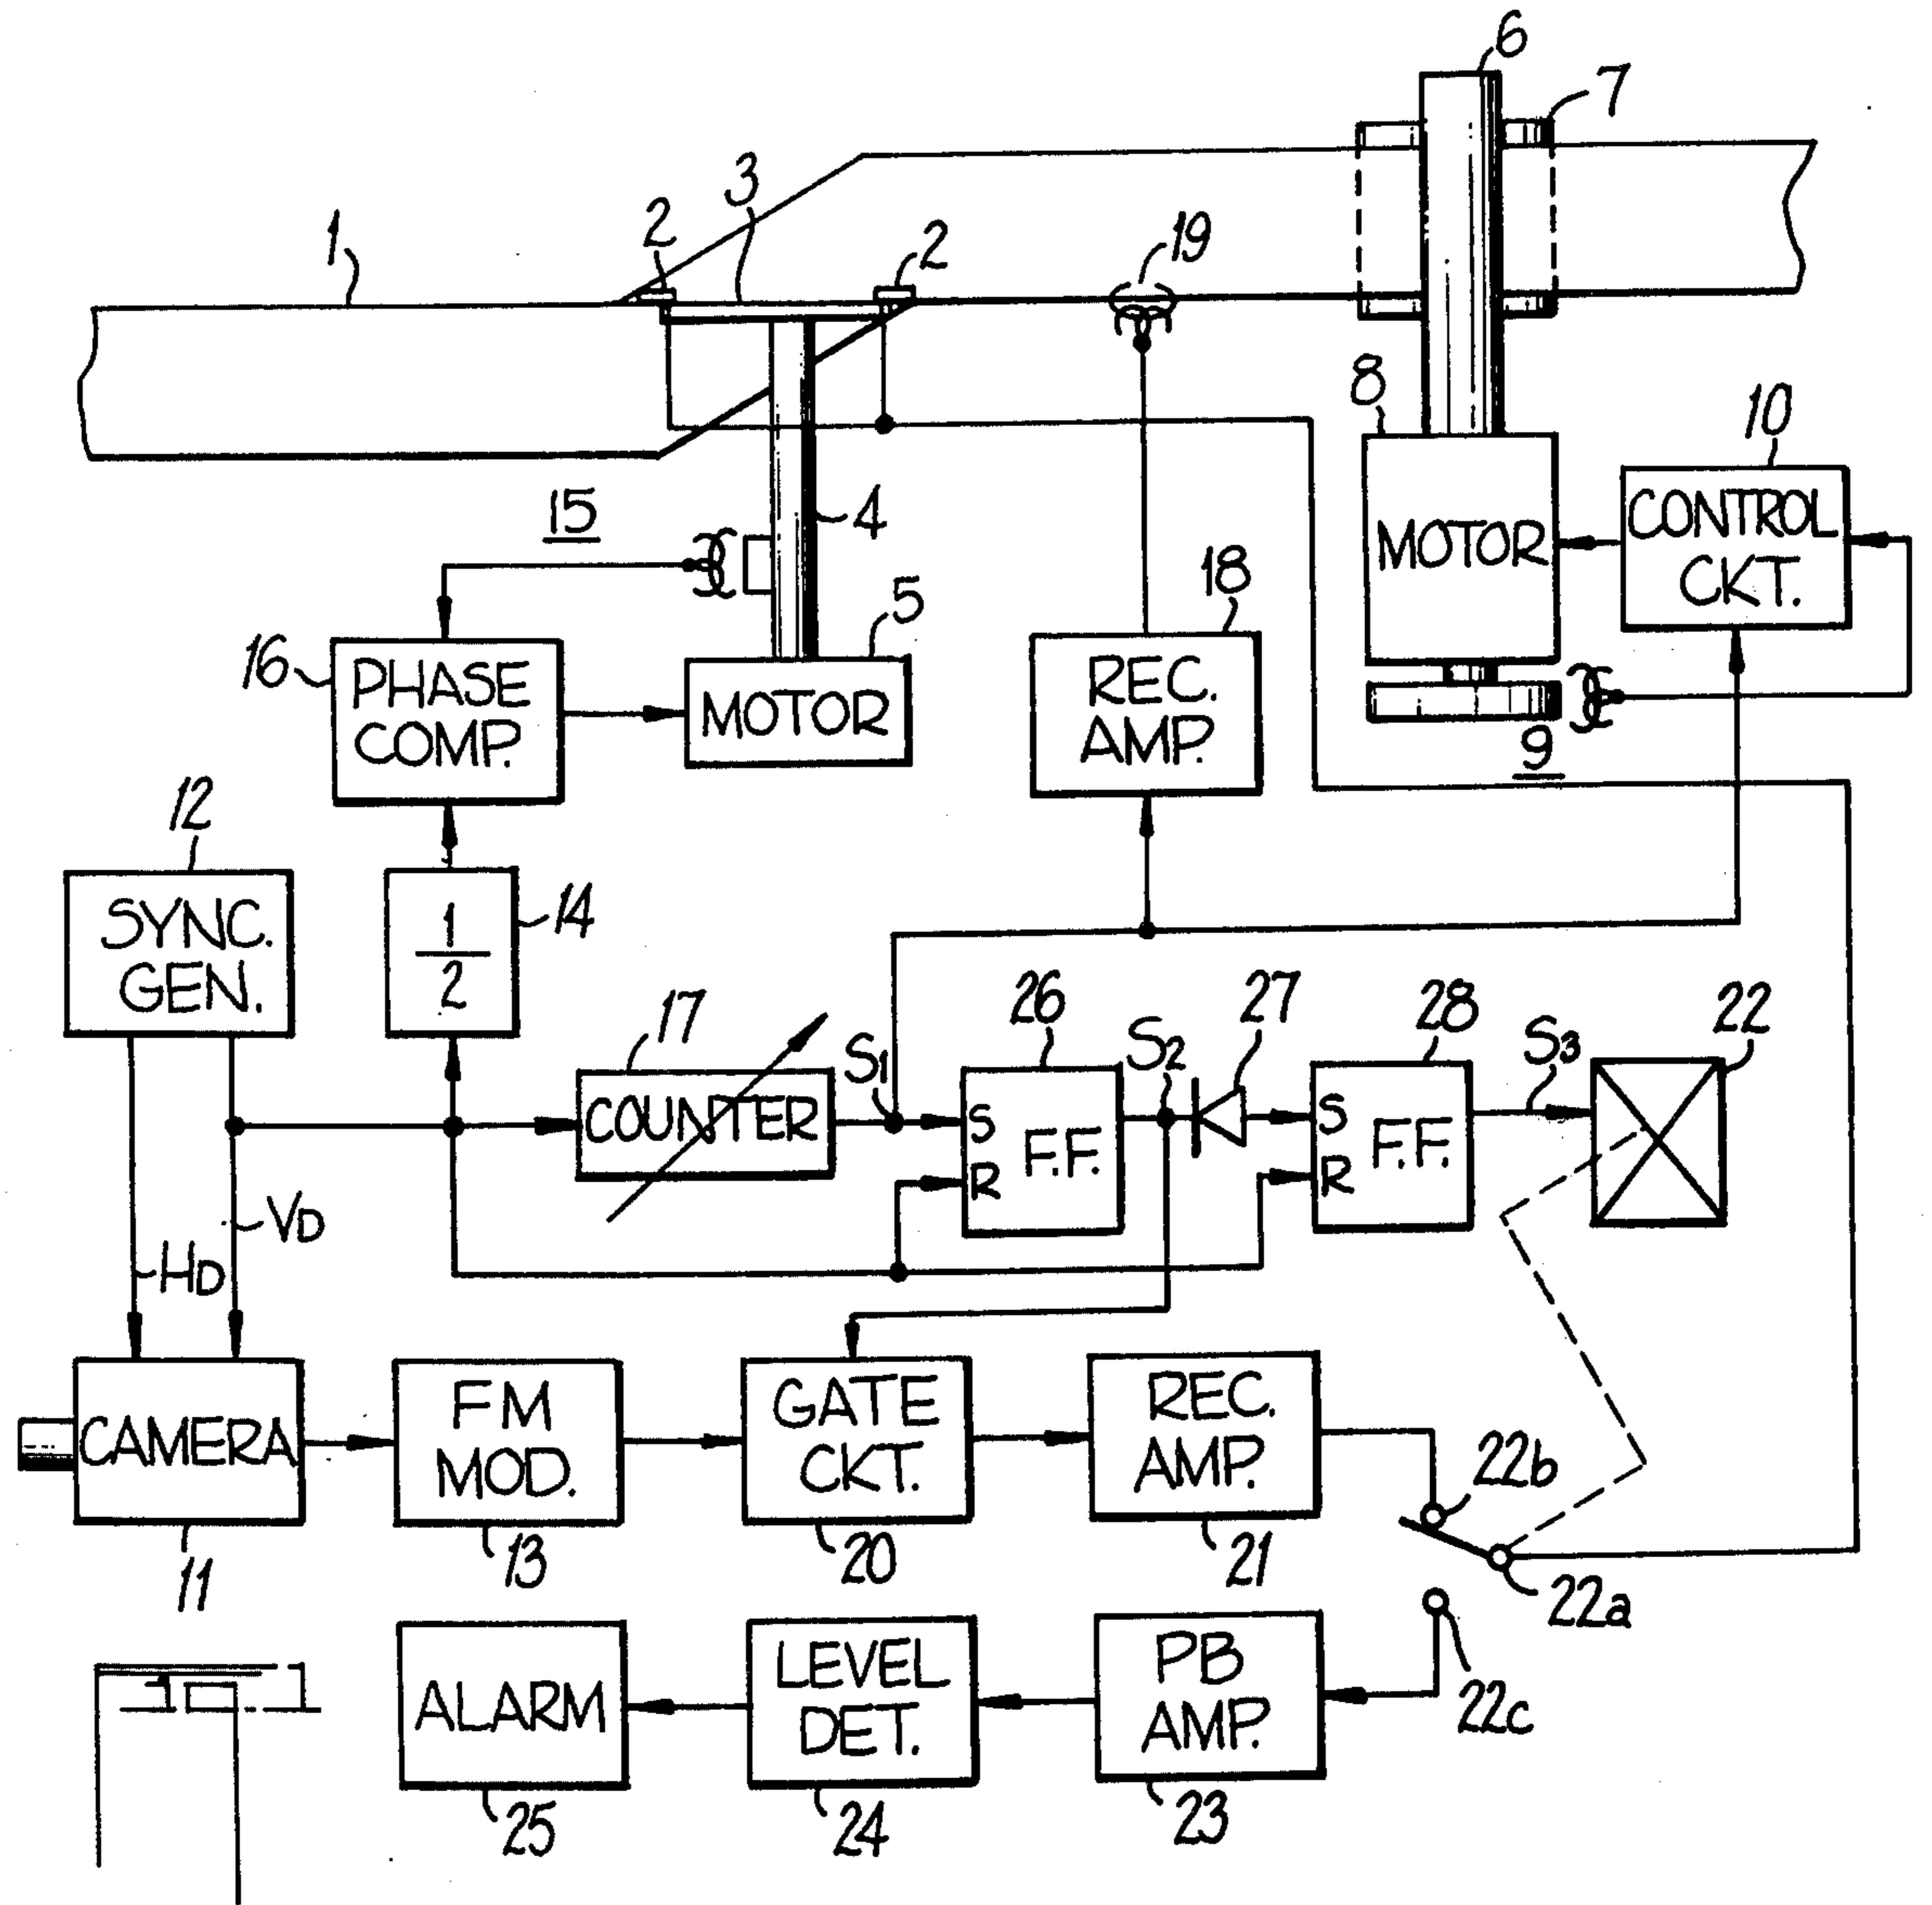 6
7
3
2
2
19
1
8
10
CONTROL
CKT.
MOTOR
15
4
18
5
16
PHASE
COMP.
MOTOR
REC.
AMP.
9
12
SYNC.
GEN.
1
2
14
17
COUNTER
S1
26
S
R
F.F.
S2
27
28
S
R
F.F.
S3
22
VD
HD
CAMERA
11
FM
MOD.
13
GATE
CKT.
20
REC.
AMP.
21
22b
22a
22c
ALARM
25
LEVEL
DET.
24
PB
AMP.
23